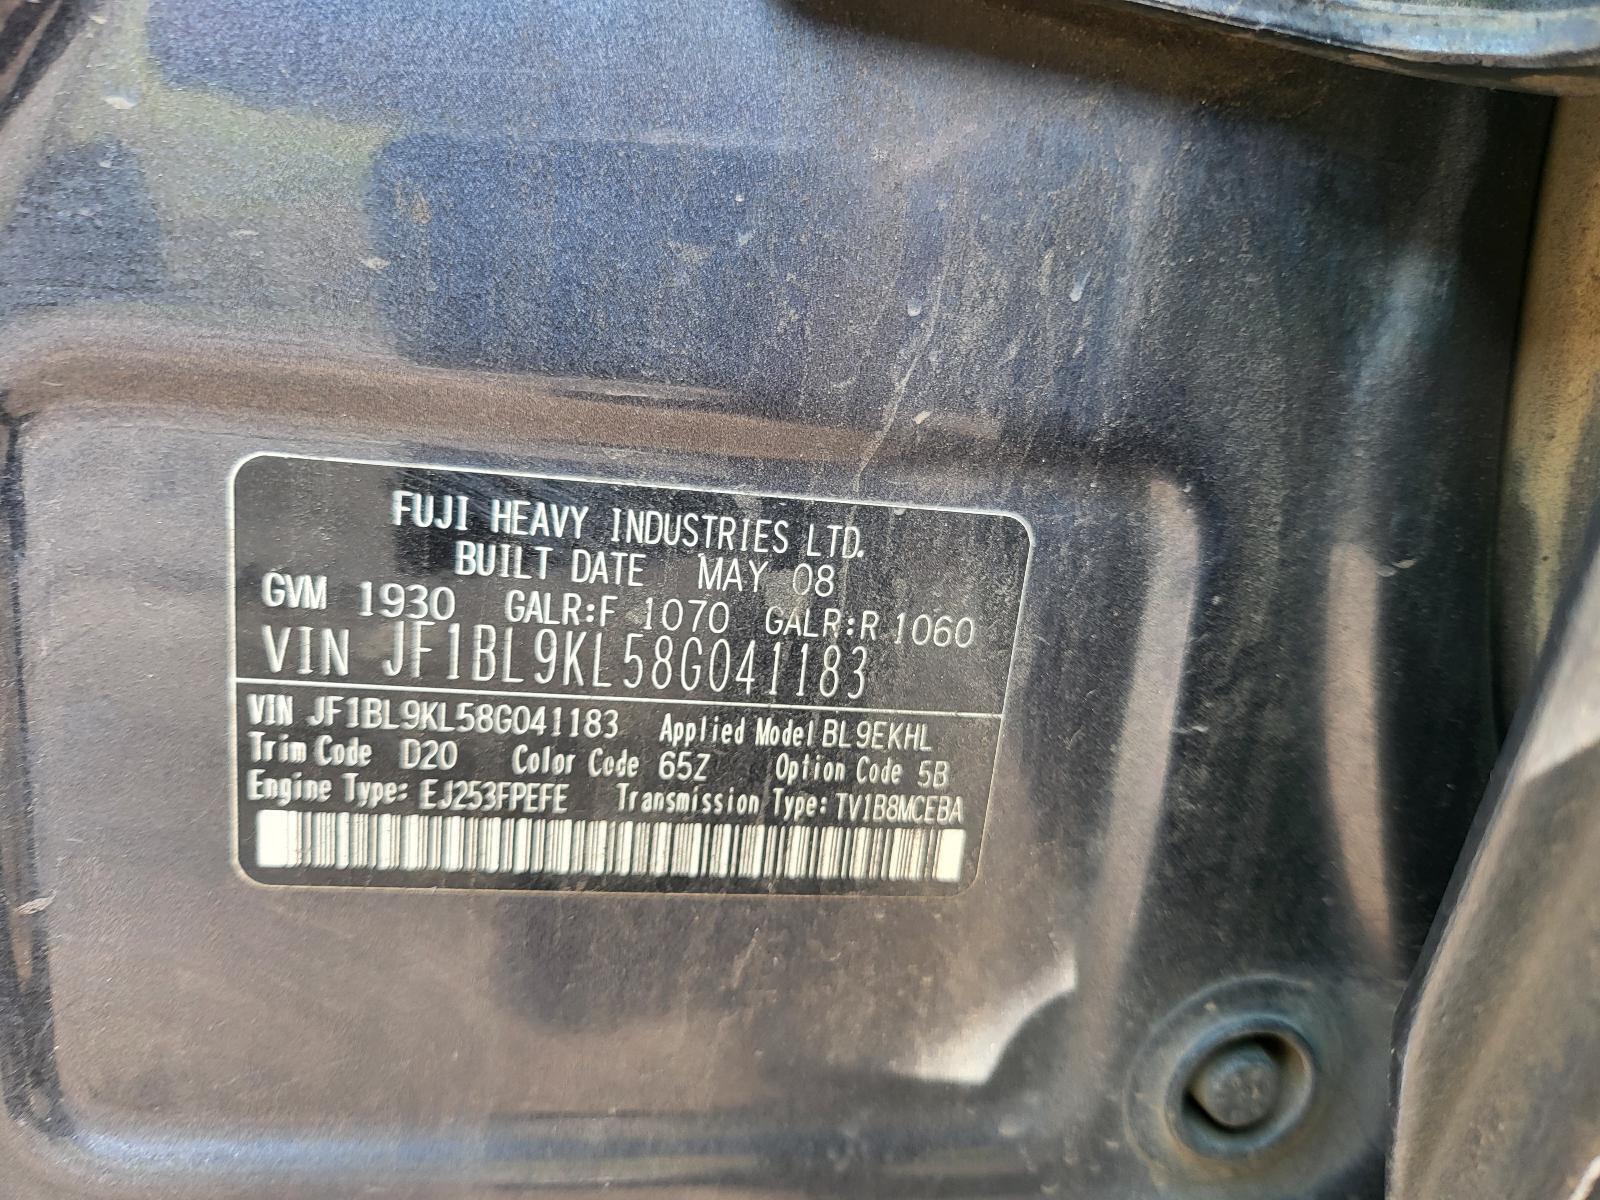 FUJI HEAVY INDUSTRIES LTD.
BUILT DATE MAY 08
GVM 1930 GALR:F 1070 GALR:R 1060
VIN JF1BL9KL58G041183
VIN JF1BL9KL58G041183 Applied Model BL9EKHL
Trim Code D20 Color Code 65Z Option Code 5B
Engine Type: EJ253FPEFE Transmission Type: TV1B8MCEBA